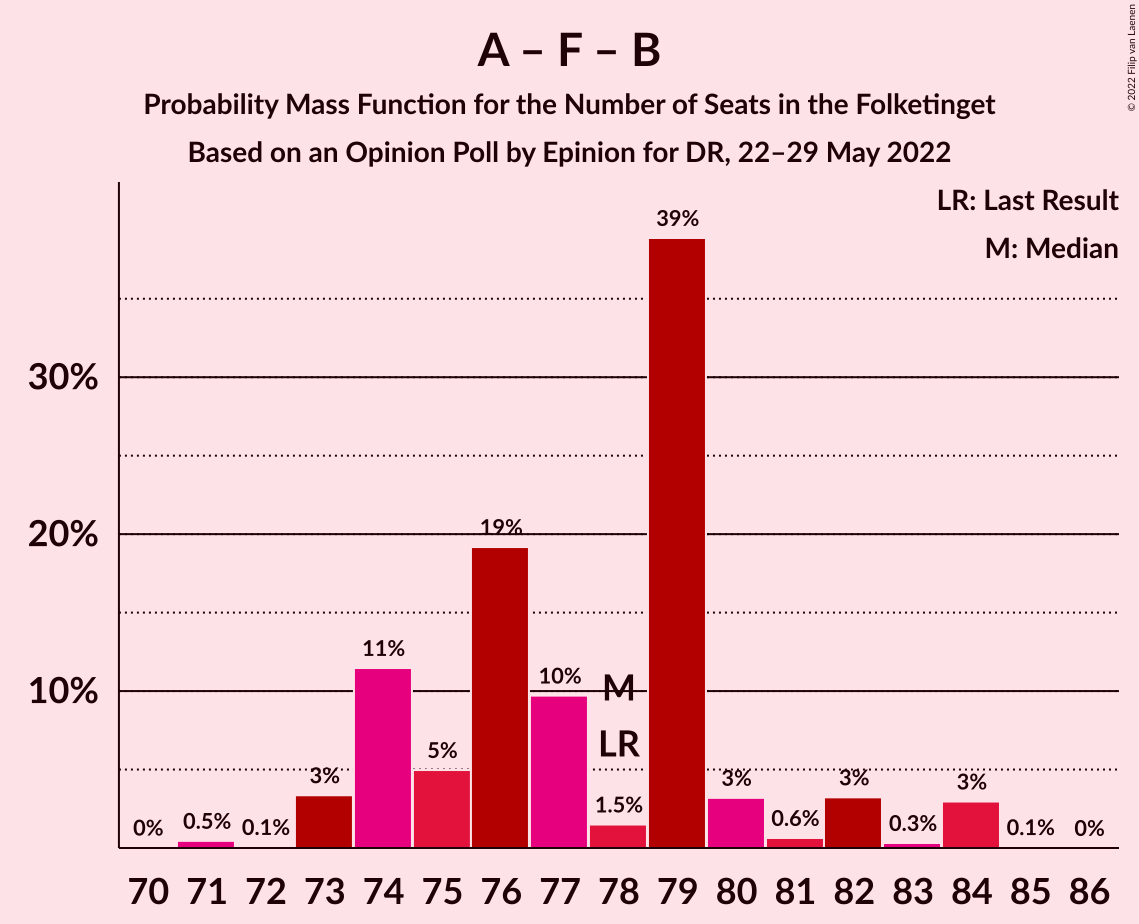 A – F – B
Probability Mass Function for the Number of Seats in the Folketinget
Based on an Opinion Poll by Epinion for DR, 22–29 May 2022
© 2022 Filip van Laenen
LR: Last Result
M: Median
39%
30%
20%
19%
11%
10%
10%
M
LR
5%
3%
3%
3%
3%
1.5%
0%
0.5%
0.1%
0.6%
0.3%
0.1%
0%
70 71 72 73 74 75 76 77 78 79 80 81 82 83 84 85 86